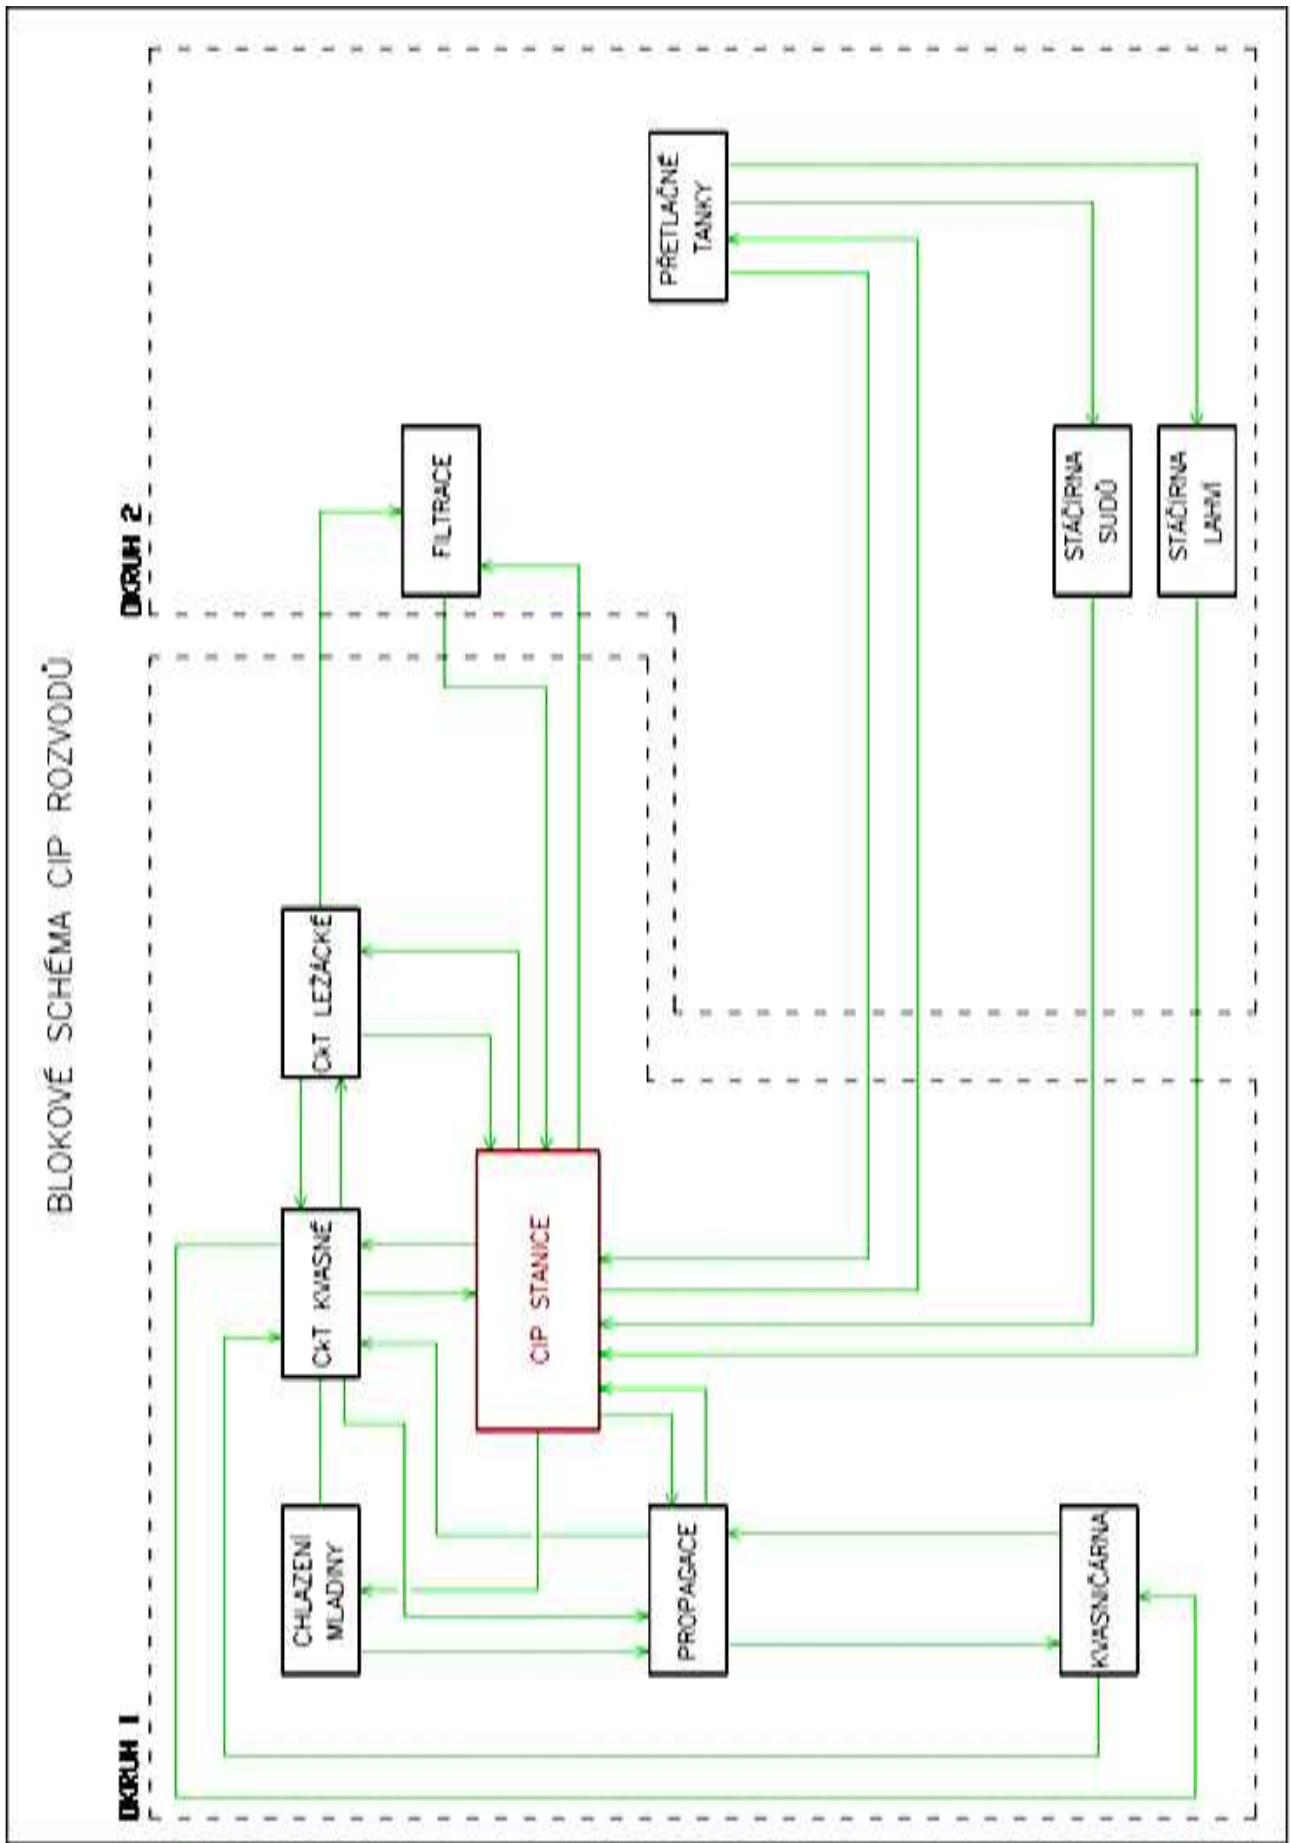 BLOKOVÉ SCHÉMA CIP ROZVODŮ
OKRUH 1
OKRUH 2
CHLAZENÍ
MLADINY
CkT KVASNÉ
CkT LEŽÁCKÉ
FILTRACE
CIP STANICE
PROPAGACE
PŘETLAČNÉ
TANKY
KVASNIČÁRNA
STÁČÍRNA
SUDŮ
STÁČÍRNA
LAHVÍ